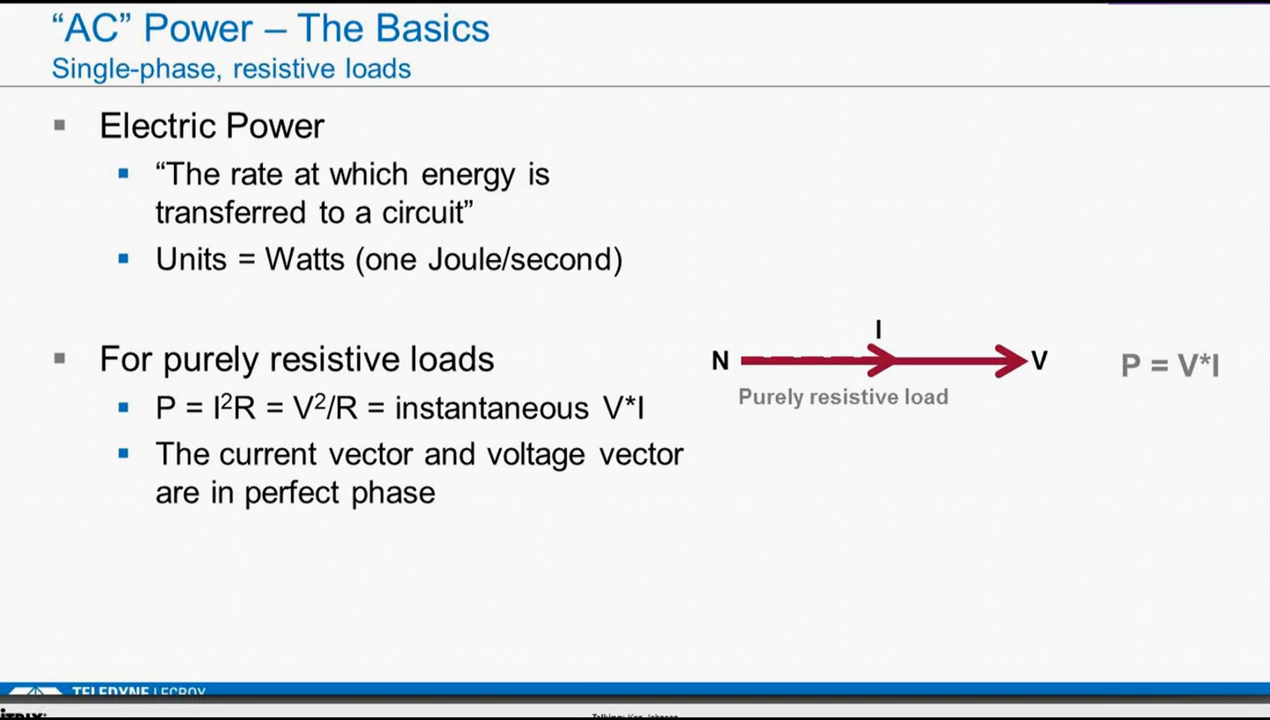 “AC” Power – The Basics
Single-phase, resistive loads
Electric Power
“The rate at which energy is
transferred to a circuit”
Units = Watts (one Joule/second)
For purely resistive loads
P = I²R = V²/R = instantaneous V*I
The current vector and voltage vector
are in perfect phase
I
N
V
Purely resistive load
P = V*I
TELEDYNE LECROY